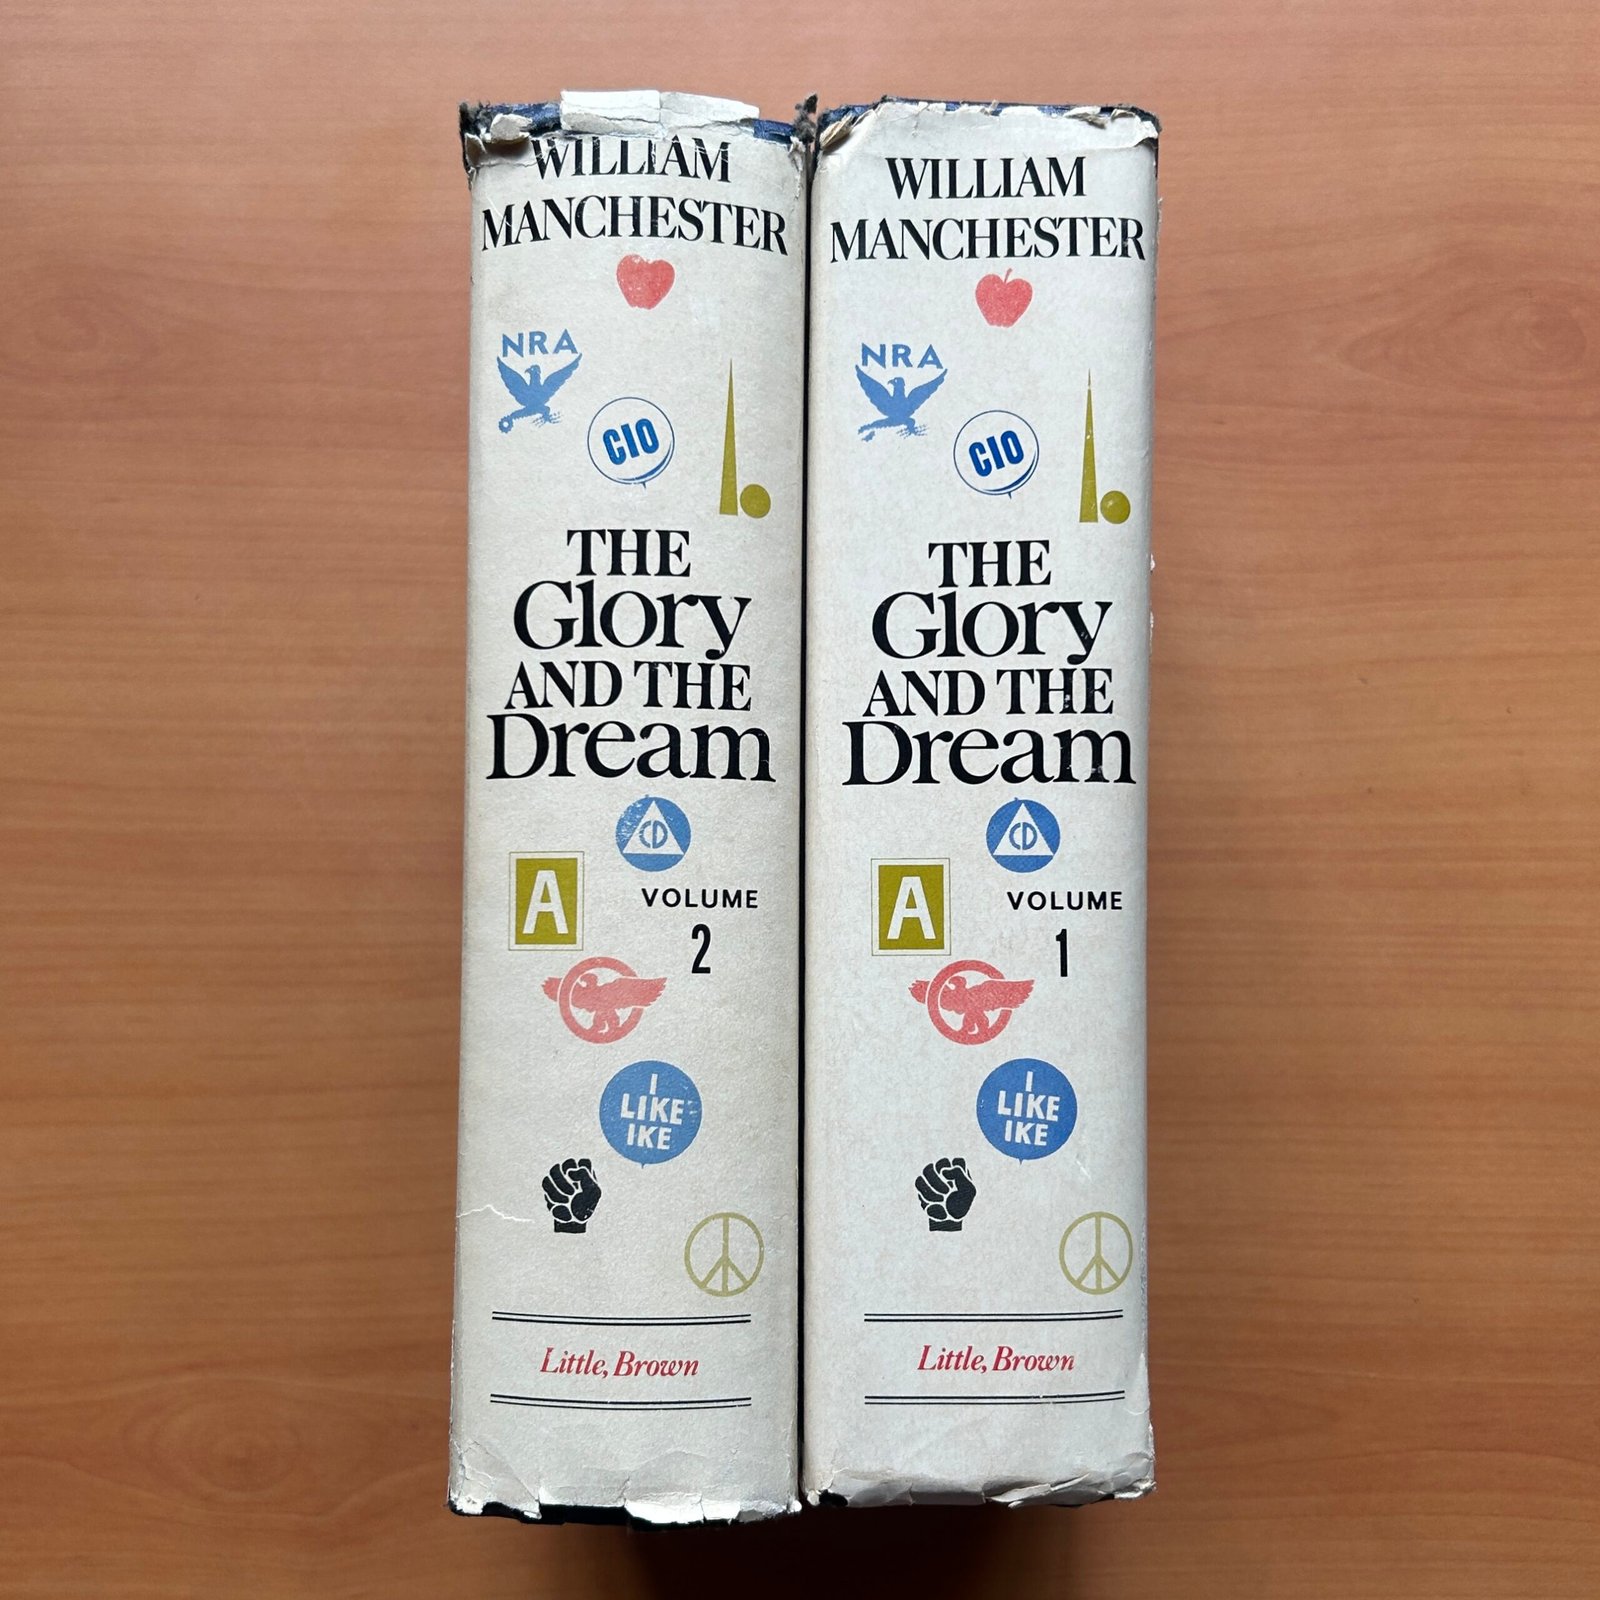 WILLIAM
MANCHESTER
NRA
CIO
THE
Glory
AND THE
Dream
CD
A
VOLUME
2
I
LIKE
IKE
Little, Brown
WILLIAM
MANCHESTER
NRA
CIO
THE
Glory
AND THE
Dream
CD
A
VOLUME
1
I
LIKE
IKE
Little, Brown